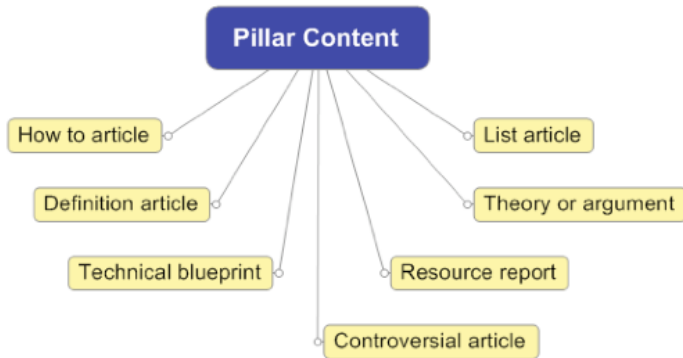 Pillar Content
How to article
List article
Definition article
Theory or argument
Technical blueprint
Resource report
Controversial article